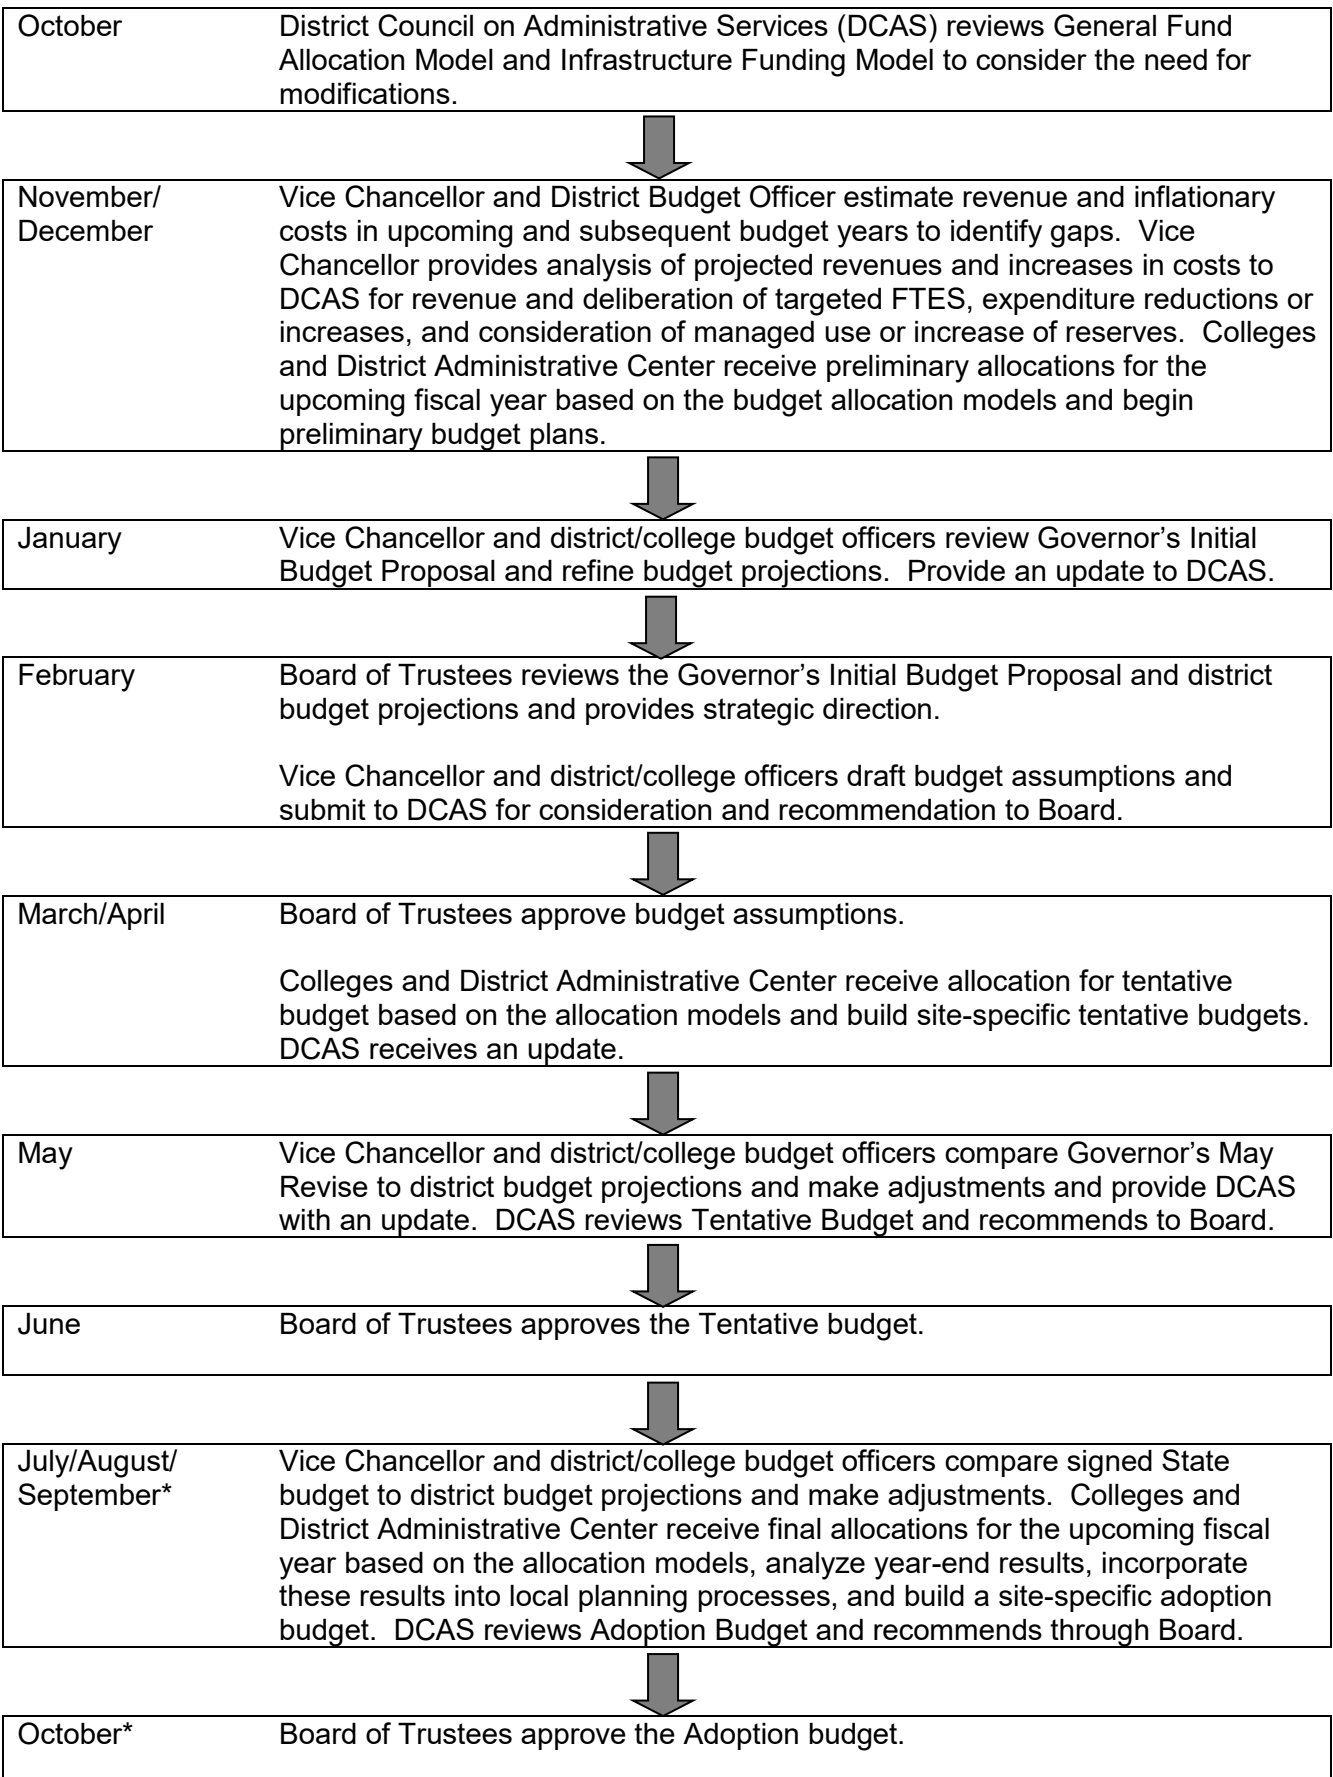 October District Council on Administrative Services (DCAS) reviews General Fund
Allocation Model and Infrastructure Funding Model to consider the need for
modifications.
November/ Vice Chancellor and District Budget Officer estimate revenue and inflationary
December costs in upcoming and subsequent budget years to identify gaps. Vice
Chancellor provides analysis of projected revenues and increases in costs to
DCAS for revenue and deliberation of targeted FTES, expenditure reductions or
increases, and consideration of managed use or increase of reserves. Colleges
and District Administrative Center receive preliminary allocations for the
upcoming fiscal year based on the budget allocation models and begin
preliminary budget plans.
January Vice Chancellor and district/college budget officers review Governor’s Initial
Budget Proposal and refine budget projections. Provide an update to DCAS.
February Board of Trustees reviews the Governor’s Initial Budget Proposal and district
budget projections and provides strategic direction.
Vice Chancellor and district/college officers draft budget assumptions and
submit to DCAS for consideration and recommendation to Board.
March/April Board of Trustees approve budget assumptions.
Colleges and District Administrative Center receive allocation for tentative
budget based on the allocation models and build site-specific tentative budgets.
DCAS receives an update.
May Vice Chancellor and district/college budget officers compare Governor’s May
Revise to district budget projections and make adjustments and provide DCAS
with an update. DCAS reviews Tentative Budget and recommends to Board.
June Board of Trustees approves the Tentative budget.
July/August/ Vice Chancellor and district/college budget officers compare signed State
September* budget to district budget projections and make adjustments. Colleges and
District Administrative Center receive final allocations for the upcoming fiscal
year based on the allocation models, analyze year-end results, incorporate
these results into local planning processes, and build a site-specific adoption
budget. DCAS reviews Adoption Budget and recommends through Board.
October* Board of Trustees approve the Adoption budget.